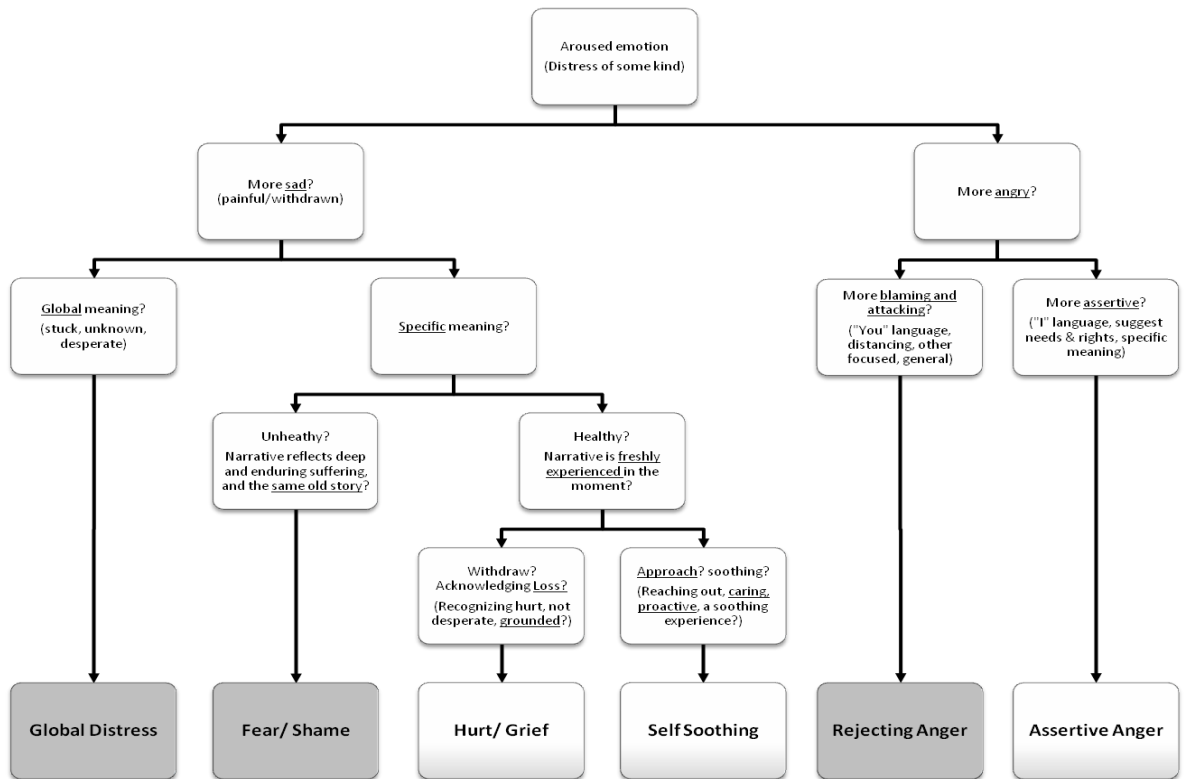 Aroused emotion
(Distress of some kind)
More sad?
(painful/withdrawn)
More angry?
Global meaning?
(stuck, unknown,
desperate)
Specific meaning?
More blaming and
attacking?
("You" language,
distancing, other
focused, general)
More assertive?
("I" language, suggest
needs & rights, specific
meaning)
Unheathy?
Narrative reflects deep
and enduring suffering,
and the same old story?
Healthy?
Narrative is freshly
experienced in the
moment?
Withdraw?
Acknowledging Loss?
(Recognizing hurt, not
desperate, grounded?)
Approach? soothing?
(Reaching out, caring,
proactive, a soothing
experience?)
Global Distress
Fear/ Shame
Hurt/ Grief
Self Soothing
Rejecting Anger
Assertive Anger